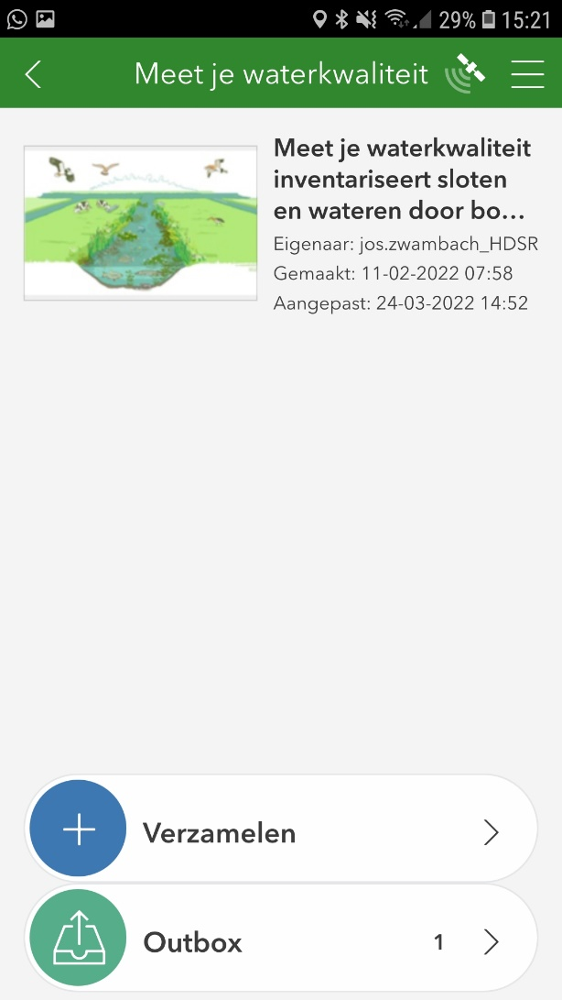 29% 15:21
Meet je waterkwaliteit
Meet je waterkwaliteit
inventariseert sloten
en wateren door bo...
Eigenaar: jos.zwambach_HDSR
Gemaakt: 11-02-2022 07:58
Aangepast: 24-03-2022 14:52
Verzamelen
Outbox 1